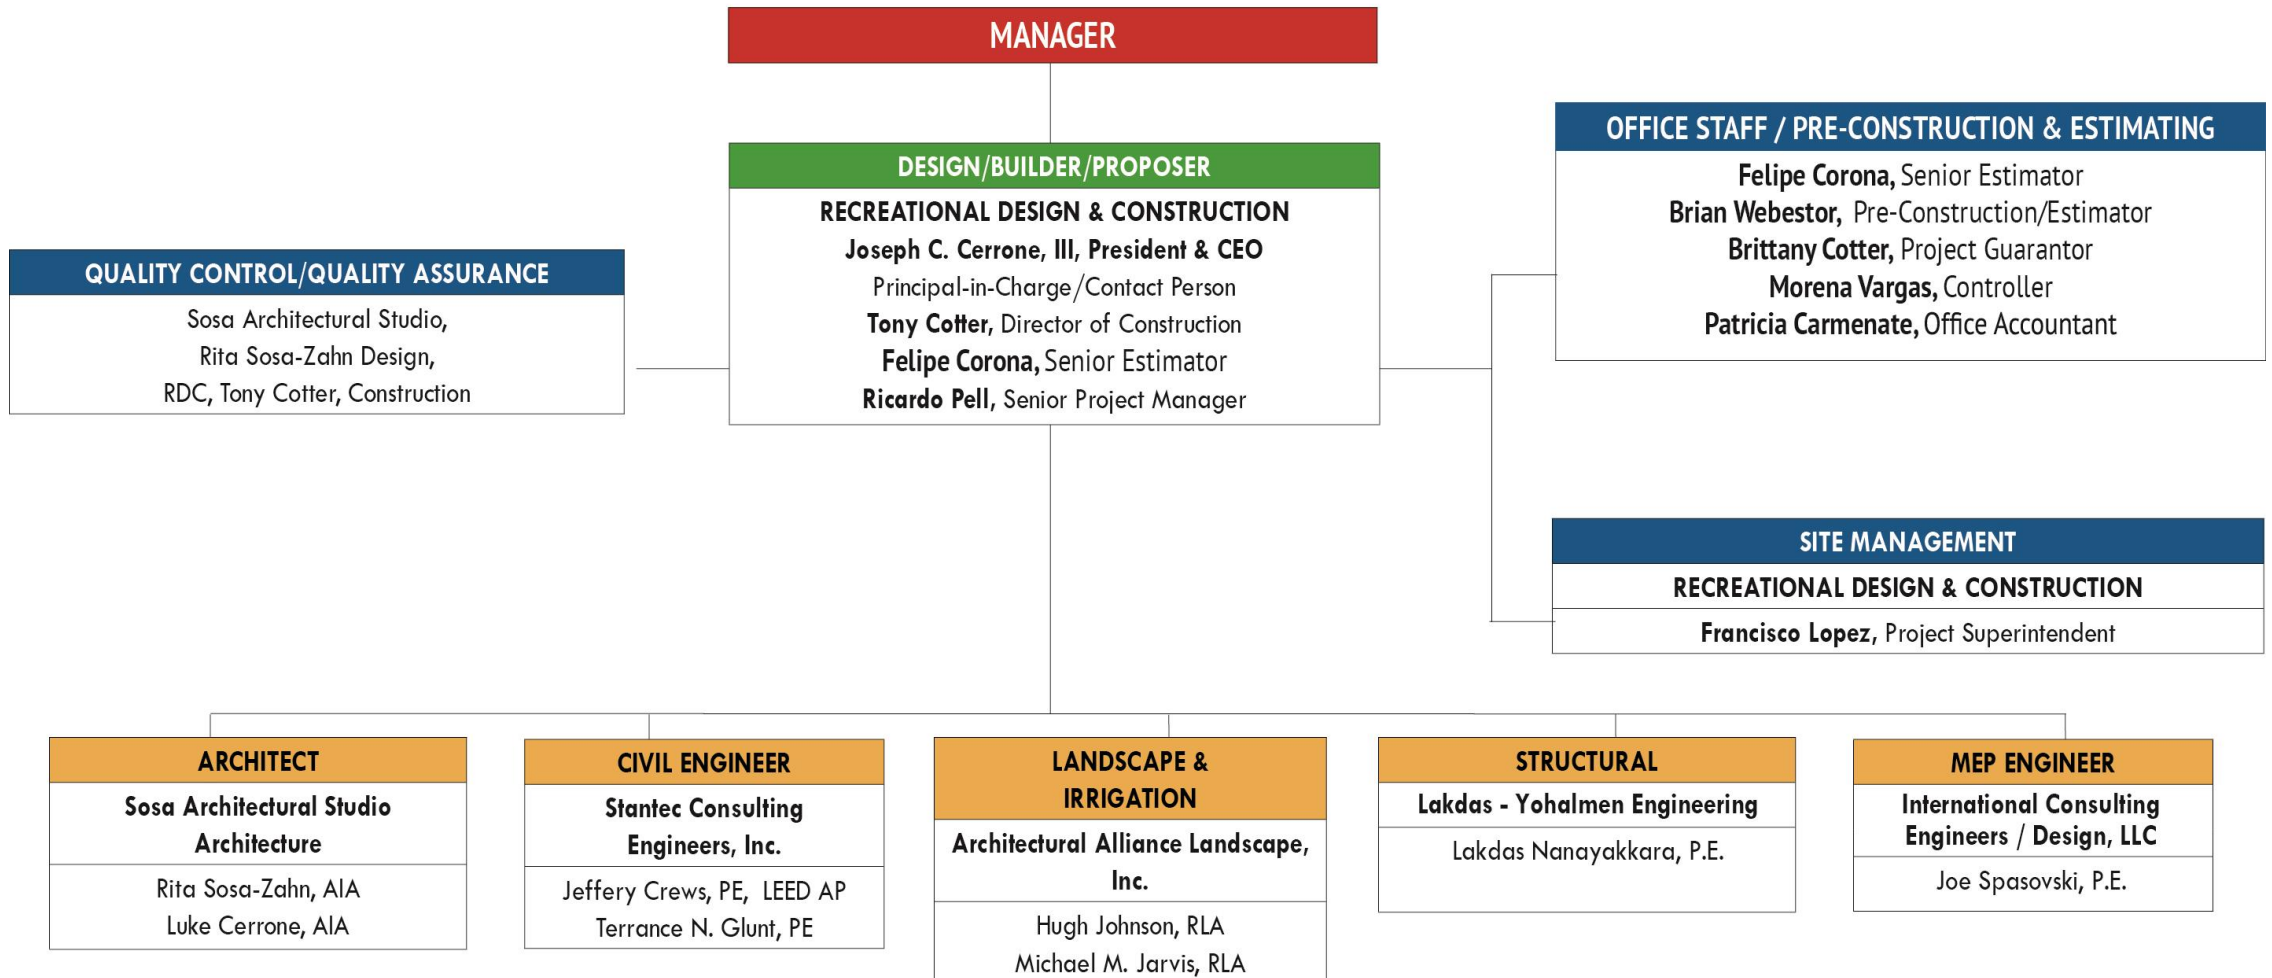 MANAGER
DESIGN/BUILDER/PROPOSER
RECREATIONAL DESIGN & CONSTRUCTION
Joseph C. Cerrone, III, President & CEO
Principal-in-Charge/Contact Person
Tony Cotter, Director of Construction
Felipe Corona, Senior Estimator
Ricardo Pell, Senior Project Manager
OFFICE STAFF / PRE-CONSTRUCTION & ESTIMATING
Felipe Corona, Senior Estimator
Brian Webestor, Pre-Construction/Estimator
Brittany Cotter, Project Guarantor
Morena Vargas, Controller
Patricia Carmenate, Office Accountant
QUALITY CONTROL/QUALITY ASSURANCE
Sosa Architectural Studio,
Rita Sosa-Zahn Design,
RDC, Tony Cotter, Construction
SITE MANAGEMENT
RECREATIONAL DESIGN & CONSTRUCTION
Francisco Lopez, Project Superintendent
ARCHITECT
Sosa Architectural Studio
Architecture
Rita Sosa-Zahn, AIA
Luke Cerrone, AIA
CIVIL ENGINEER
Stantec Consulting
Engineers, Inc.
Jeffery Crews, PE, LEED AP
Terrance N. Glunt, PE
LANDSCAPE &
IRRIGATION
Architectural Alliance Landscape,
Inc.
Hugh Johnson, RLA
Michael M. Jarvis, RLA
STRUCTURAL
Lakdas - Yohalmen Engineering
Lakdas Nanayakkara, P.E.
MEP ENGINEER
International Consulting
Engineers / Design, LLC
Joe Spasovski, P.E.